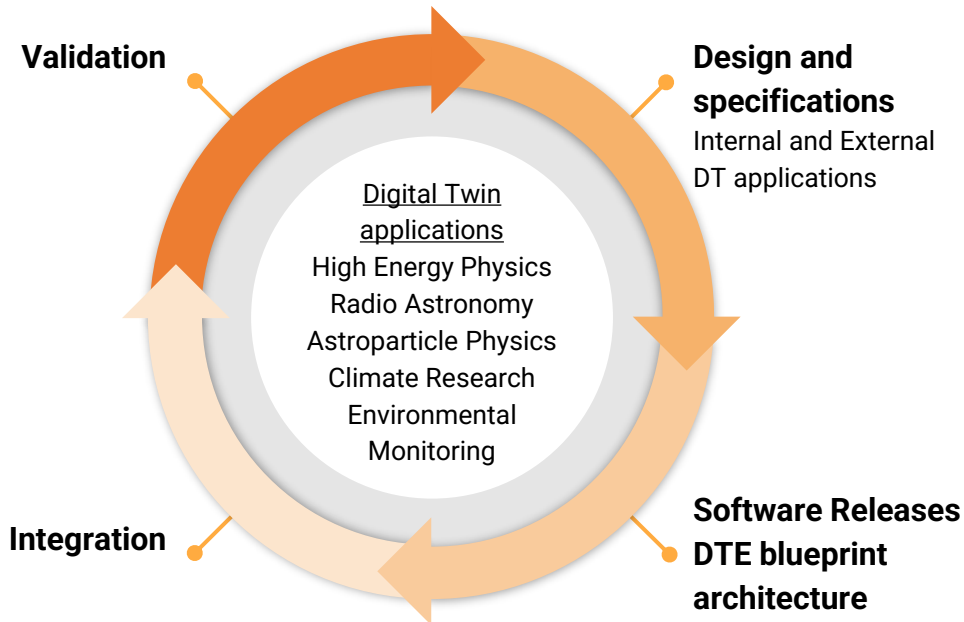 Validation
Design and
specifications
Internal and External
DT applications
Digital Twin
applications
High Energy Physics
Radio Astronomy
Astroparticle Physics
Climate Research
Environmental
Monitoring
Integration
Software Releases
DTE blueprint
architecture